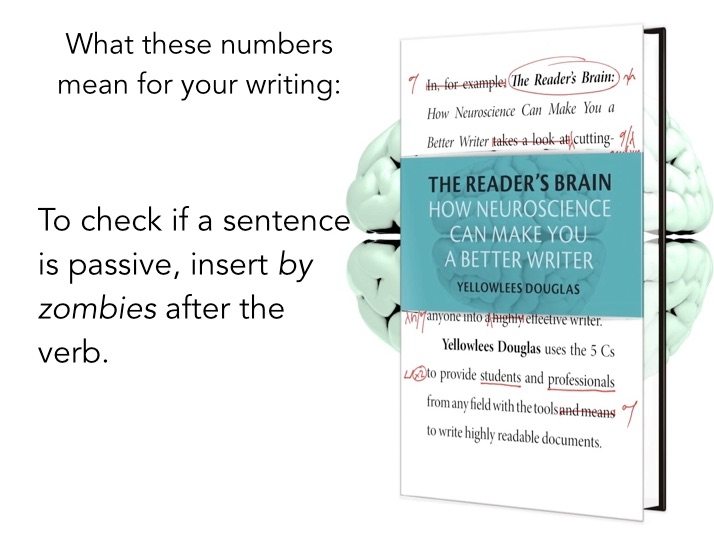 What these numbers
mean for your writing:
To check if a sentence
is passive, insert by
zombies after the
verb.
In, for example, The Reader's Brain:
How Neuroscience Can Make You a
Better Writer takes a look at cutting-
THE READER'S BRAIN
HOW NEUROSCIENCE
CAN MAKE YOU
A BETTER WRITER
YELLOWLEES DOUGLAS
anyone into a highly effective writer.
Yellowlees Douglas uses the 5 Cs
to provide students and professionals
from any field with the tools and means
to write highly readable documents.